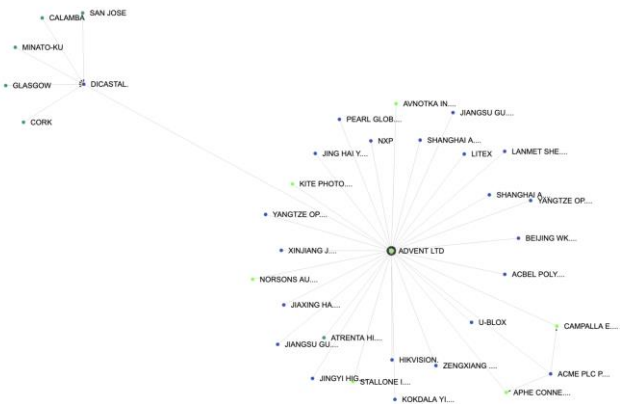 SAN JOSE
CALAMBA
MINATO-KU
GLASGOW
DICASTAL.
CORK
AVNOTKA IN....
JIANGSU GU....
PEARL GLOB....
NXP
SHANGHAI A....
JING HAI Y....
LITEX
LANMET SHE....
KITE PHOTO....
SHANGHAI A....
YANGTZE OP....
YANGTZE OP....
BEIJING WK....
XINJIANG J....
ADVENT LTD
ACBEL POLY....
NORSONS AU....
JIAXING HA....
U-BLOX
CAMPALLA E....
ATRENTA HI....
JIANGSU GU....
HIKVISION.
ZENGXIANG ....
ACME PLC P....
JINGYI HIG....
STALLONE I....
APHE CONNE....
KOKDALA YI....